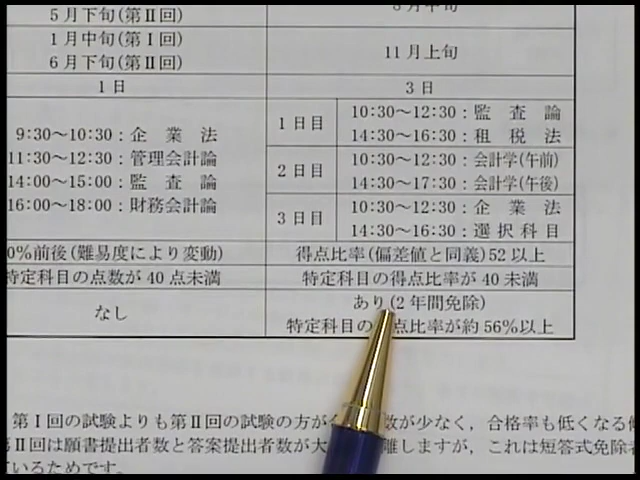 5月下旬(第Ⅱ回)
8月中旬
1月中旬(第Ⅰ回)
6月下旬(第Ⅱ回)
11月上旬
1日
3日
9:30〜10:30：企業法
11:30〜12:30：管理会計論
14:00〜15:00：監査論
16:00〜18:00：財務会計論
1日目
10:30〜12:30：監査論
14:30〜16:30：租税法
2日目
10:30〜12:30：会計学(午前)
14:30〜17:30：会計学(午後)
3日目
10:30〜12:30：企業法
14:30〜16:30：選択科目
0%前後(難易度により変動)
得点比率(偏差値と同義)52以上
特定科目の点数が40点未満
特定科目の得点比率が40未満
なし
あり(2年間免除)
特定科目の 点比率が約56%以上
第Ⅰ回の試験よりも第Ⅱ回の試験の方が 数が少なく，合格率も低くなる
第Ⅱ回は願書提出者数と答案提出者数が大 離しますが，これは短答式免除
いるためです。